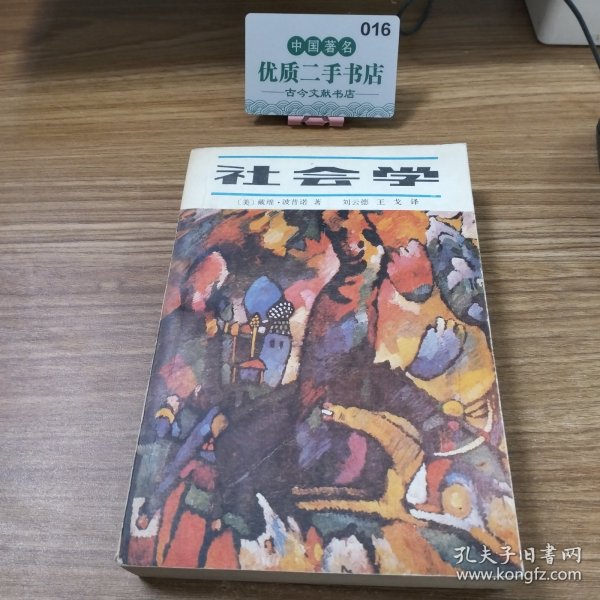 016
中国著名
优质二手书店
古今文献书店
社会学
〔美〕戴维·波普诺 著 刘云德 王戈 译
孔夫子旧书网
www.kongfz.com